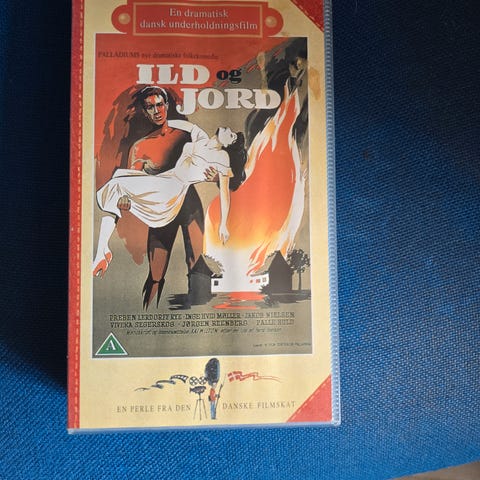 En dramatisk
dansk underholdningsfilm
PALLADIUMS nye dramatiske folkekomedie
ILD og
JORD
PREBEN LERDORFF RYE · INGE HVID MØLLER · JAKOB NIELSEN
VIVEKA SEGERSKOG · JØRGEN REENBERG · PALLE HULD
A
EN PERLE FRA DEN DANSKE FILMSKAT